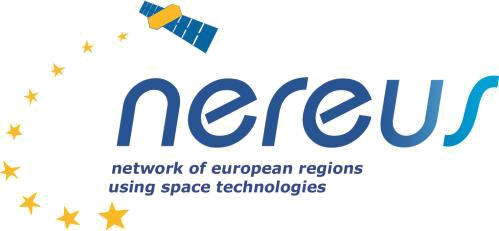 nereus
network of european regions
using space technologies